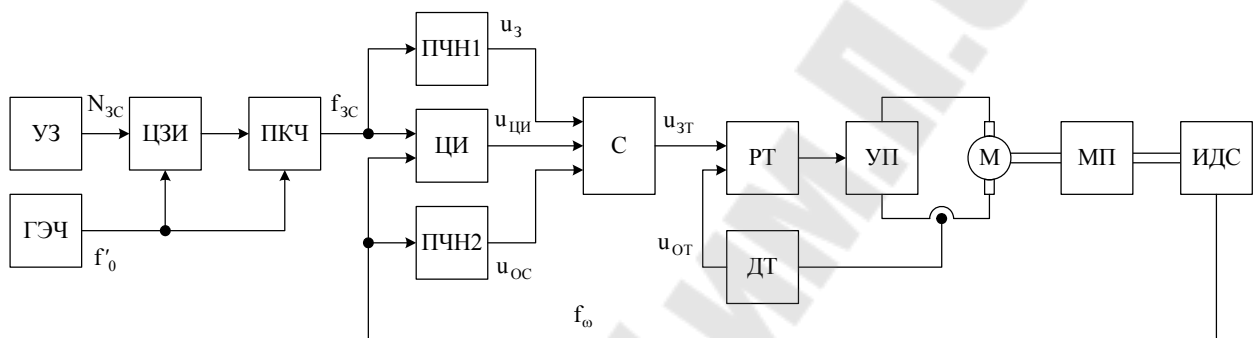 u_З
ПЧН1
N_ЗС
f_ЗС
u_ЦИ
u_ЗТ
УЗ
ЦЗИ
ПКЧ
ЦИ
С
РТ
УП
М
МП
ИДС
ГЭЧ
f′_0
ПЧН2
u_ОС
u_ОТ
ДТ
f_ω